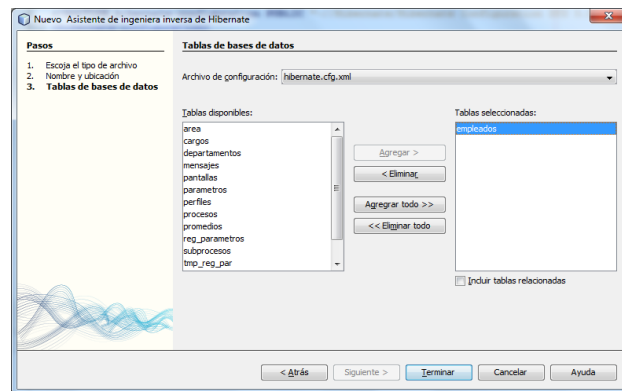 Nuevo Asistente de ingeniera inversa de Hibernate
Pasos
1. Escoja el tipo de archivo
2. Nombre y ubicación
3. Tablas de bases de datos
Tablas de bases de datos
Archivo de configuración: hibernate.cfg.xml
Tablas disponibles:
area
cargos
departamentos
mensajes
pantallas
parametros
perfiles
procesos
promedios
reg_parametros
subprocesos
tmp_reg_par
Agregar >
< Eliminar
Agregrar todo >>
<< Eliminar todo
Tablas seleccionadas:
empleados
Incluir tablas relacionadas
< Atrás
Siguiente >
Terminar
Cancelar
Ayuda